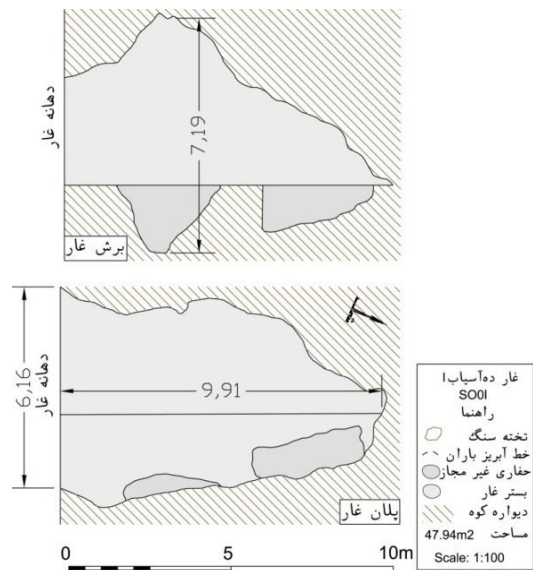 دهانه غار
7,19
برش غار
دهانه غار
6,16
9,91
پلان غار
غار ده‌آسیاب۱
S00I
راهنما
تخته سنگ
خط آبریز باران
حفاری غیر مجاز
بستر غار
دیواره کوه
مساحت 47.94m2
Scale: 1:100
0 5 10m